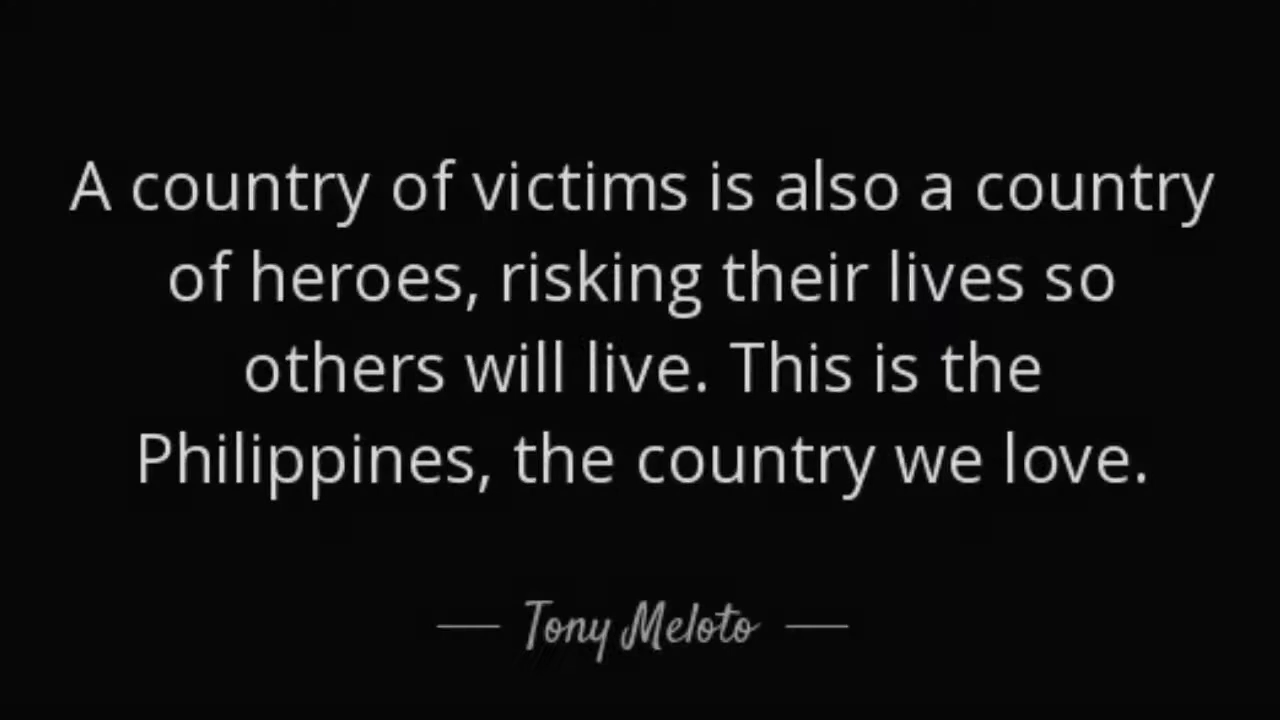 A country of victims is also a country
of heroes, risking their lives so
others will live. This is the
Philippines, the country we love.
Tony Meloto